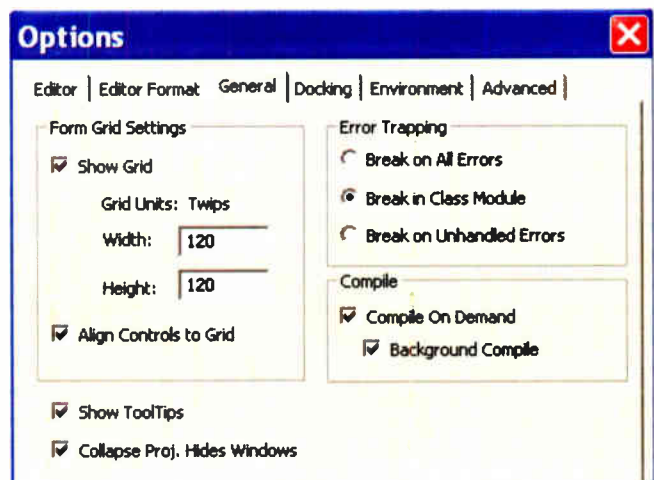 Options
Editor | Editor Format General | Docking | Environment | Advanced |
Form Grid Settings
Show Grid
Grid Units: Twips
Width: 120
Height: 120
Align Controls to Grid
Show ToolTips
Collapse Proj. Hides Windows
Error Trapping
Break on All Errors
Break in Class Module
Break on Unhandled Errors
Compile
Compile On Demand
Background Compile